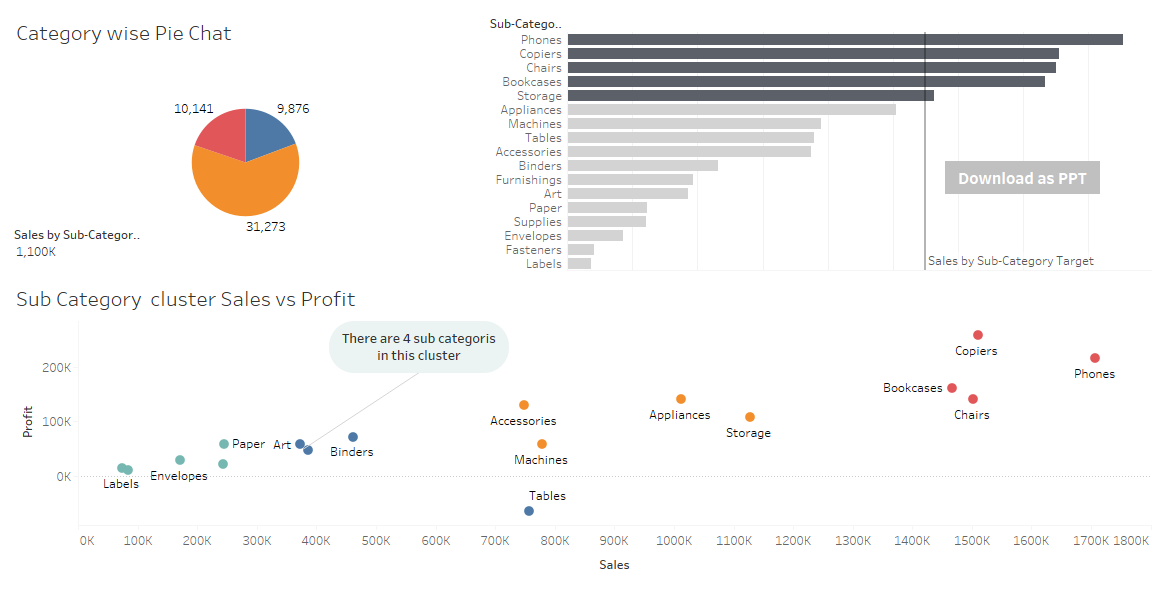 Category wise Pie Chat
10,141
9,876
31,273
Sales by Sub-Categor..
1,100K
Sub-Catego..
Phones
Copiers
Chairs
Bookcases
Storage
Appliances
Machines
Tables
Accessories
Binders
Furnishings
Art
Paper
Supplies
Envelopes
Fasteners
Labels
Download as PPT
Sales by Sub-Category Target
Sub Category  cluster Sales vs Profit
There are 4 sub categoris
in this cluster
Profit
200K
100K
0K
Copiers
Phones
Bookcases
Chairs
Accessories
Appliances
Storage
Paper
Art
Binders
Machines
Envelopes
Labels
Tables
0K 100K 200K 300K 400K 500K 600K 700K 800K 900K 1000K 1100K 1200K 1300K 1400K 1500K 1600K 1700K 1800K
Sales